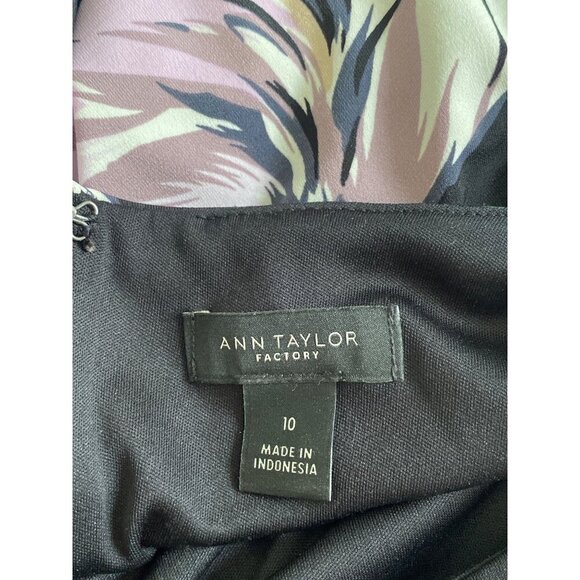 ANN TAYLOR
FACTORY
10
MADE IN
INDONESIA